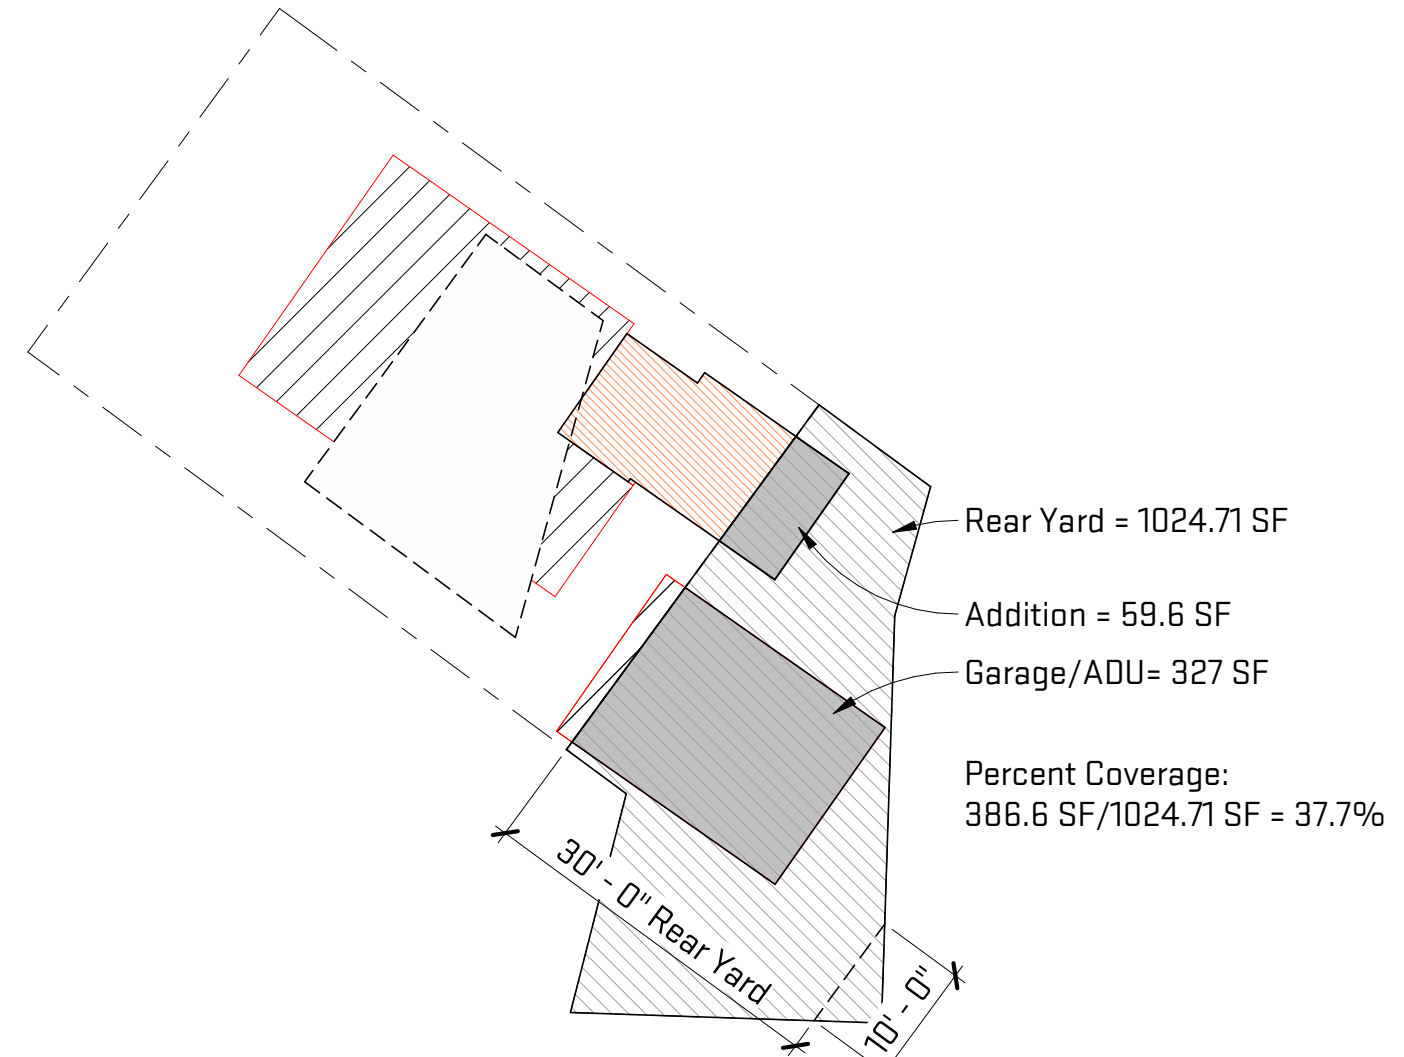 Rear Yard = 1024.71 SF
Addition = 59.6 SF
Garage/ADU= 327 SF
Percent Coverage:
386.6 SF/1024.71 SF = 37.7%
30' - 0" Rear Yard
10' - 0"